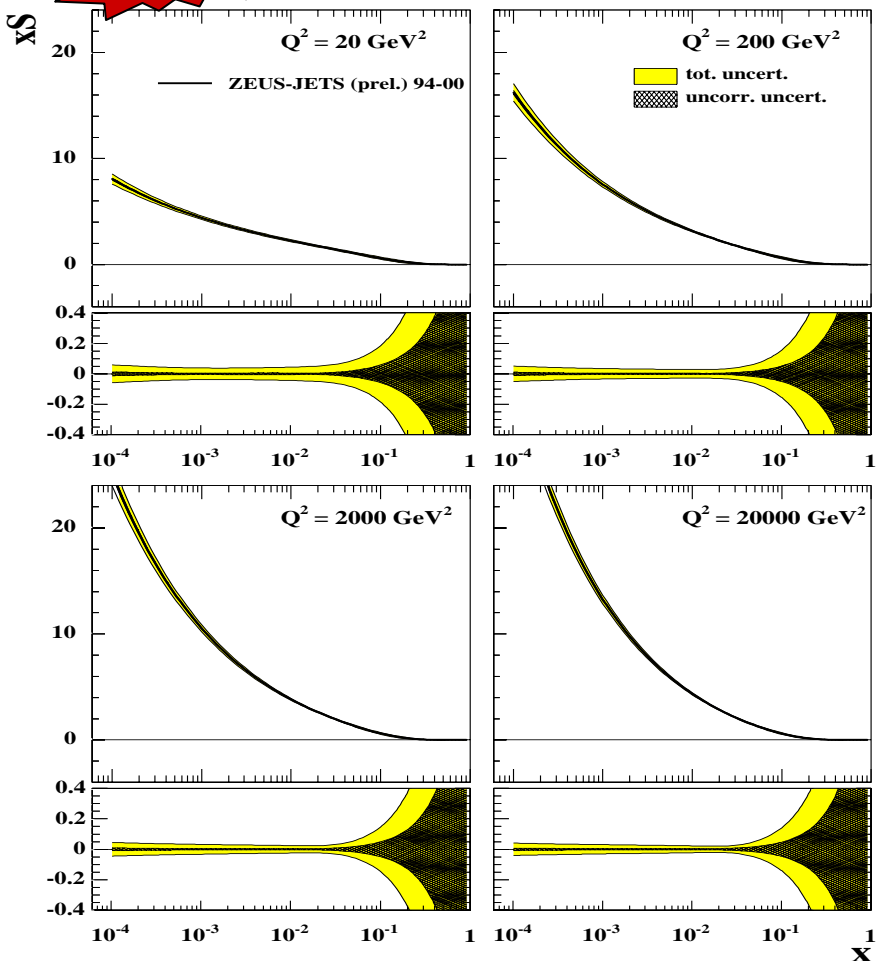 xS
Q² = 20 GeV²
ZEUS-JETS (prel.) 94-00
20
10
0
0.4
0.2
0
-0.2
-0.4
10⁻⁴ 10⁻³ 10⁻² 10⁻¹ 1
Q² = 200 GeV²
tot. uncert.
uncorr. uncert.
10⁻⁴ 10⁻³ 10⁻² 10⁻¹ 1
Q² = 2000 GeV²
20
10
0
0.4
0.2
0
-0.2
-0.4
10⁻⁴ 10⁻³ 10⁻² 10⁻¹ 1
Q² = 20000 GeV²
10⁻⁴ 10⁻³ 10⁻² 10⁻¹ 1
x